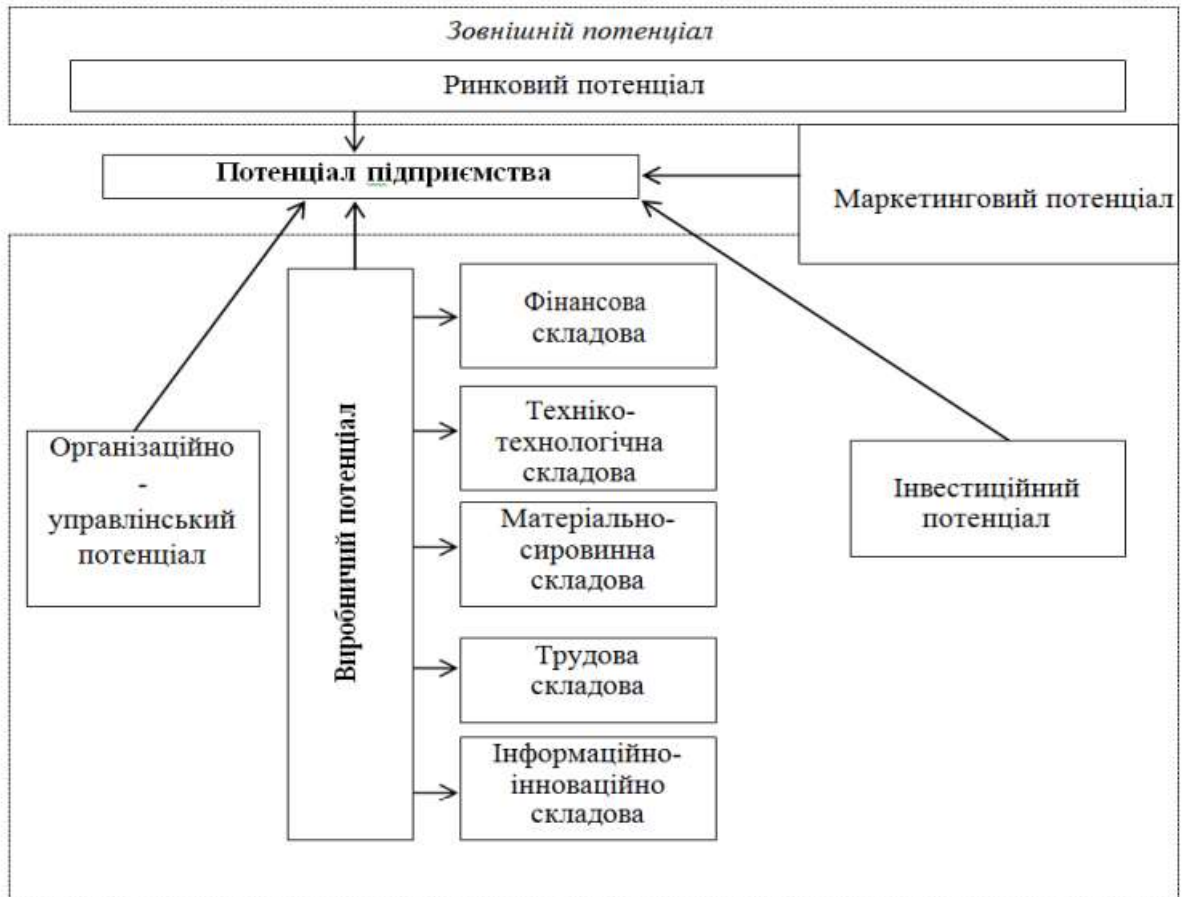 Зовнішній потенціал
Ринковий потенціал
Потенціал підприємства
Маркетинговий потенціал
Фінансова
складова
Техніко-
технологічна
складова
Організаційно
-
управлінський
потенціал
Виробничий потенціал
Інвестиційний
потенціал
Матеріально-
сировинна
складова
Трудова
складова
Інформаційно-
інноваційно
складова